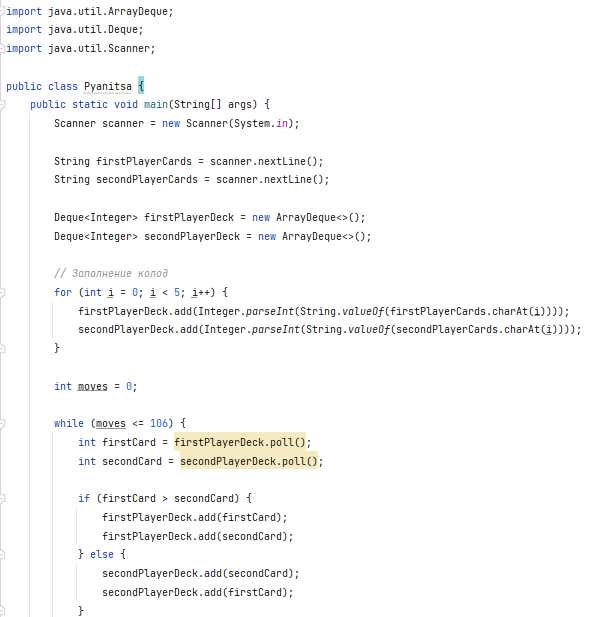 import java.util.ArrayDeque;
import java.util.Deque;
import java.util.Scanner;

public class Pyanitsa {
    public static void main(String[] args) {
        Scanner scanner = new Scanner(System.in);

        String firstPlayerCards = scanner.nextLine();
        String secondPlayerCards = scanner.nextLine();

        Deque<Integer> firstPlayerDeck = new ArrayDeque<>();
        Deque<Integer> secondPlayerDeck = new ArrayDeque<>();

        // Заполнение колод
        for (int i = 0; i < 5; i++) {
            firstPlayerDeck.add(Integer.parseInt(String.valueOf(firstPlayerCards.charAt(i))));
            secondPlayerDeck.add(Integer.parseInt(String.valueOf(secondPlayerCards.charAt(i))));
        }

        int moves = 0;

        while (moves <= 106) {
            int firstCard = firstPlayerDeck.poll();
            int secondCard = secondPlayerDeck.poll();

            if (firstCard > secondCard) {
                firstPlayerDeck.add(firstCard);
                firstPlayerDeck.add(secondCard);
            } else {
                secondPlayerDeck.add(secondCard);
                secondPlayerDeck.add(firstCard);
            }